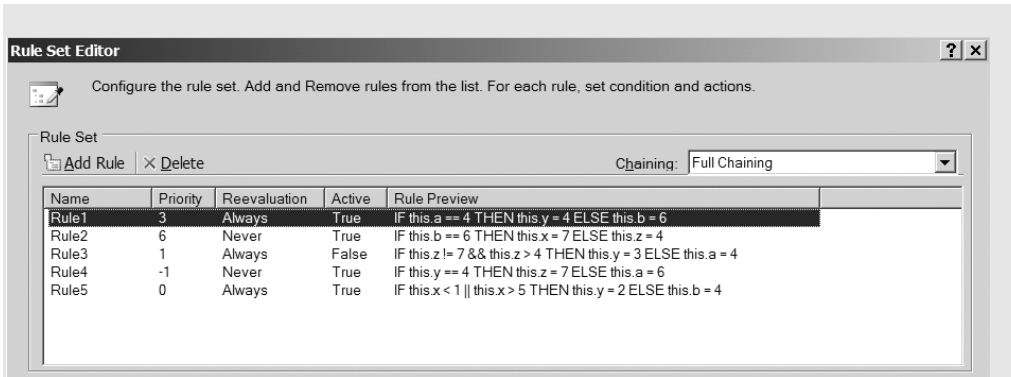 Rule Set Editor ? x
Configure the rule set. Add and Remove rules from the list. For each rule, set condition and actions.
Rule Set
Add Rule Delete Chaining: Full Chaining
Name Priority Reevaluation Active Rule Preview
Rule1 3 Always True IF this.a == 4 THEN this.y = 4 ELSE this.b = 6
Rule2 6 Never True IF this.b == 6 THEN this.x = 7 ELSE this.z = 4
Rule3 1 Always False IF this.z != 7 && this.z > 4 THEN this.y = 3 ELSE this.a = 4
Rule4 -1 Never True IF this.y == 4 THEN this.z = 7 ELSE this.a = 6
Rule5 0 Always True IF this.x < 1 || this.x > 5 THEN this.y = 2 ELSE this.b = 4